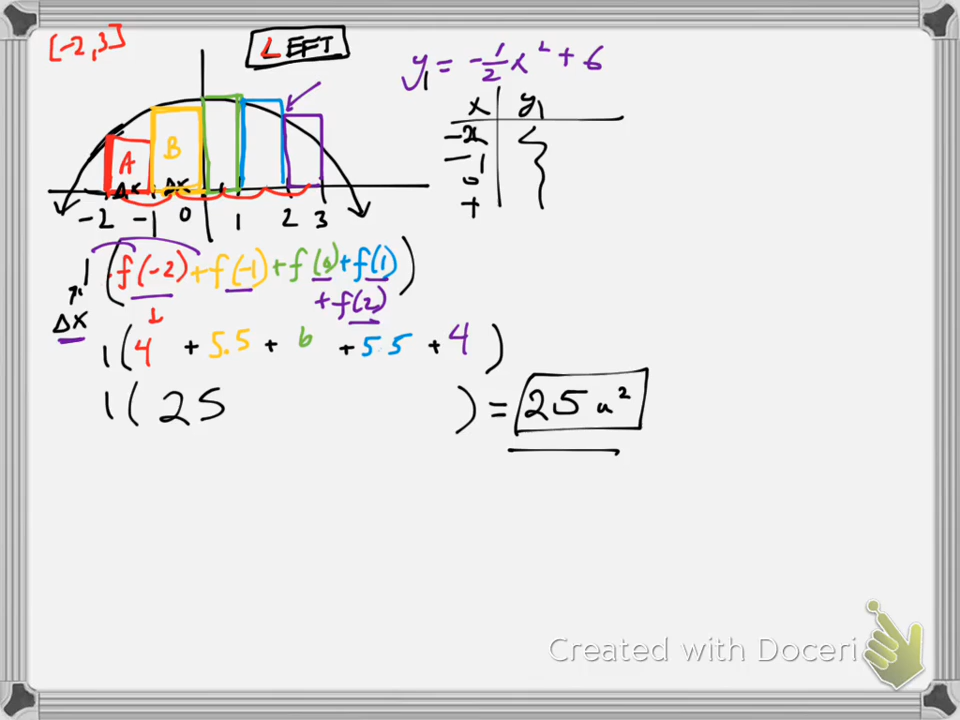 [-2,3]
LEFT
y₁ = -1/2 x² + 6
x | y₁
-2
-1
0
+
A
B
Δx Δx
-2 -1 0 1 2 3
1(f(-2) + f(-1) + f(0) + f(1)
+ f(2))
Δx
1(4 + 5.5 + 6 + 5.5 + 4)
1(25) = 25 u²
Created with Doceri